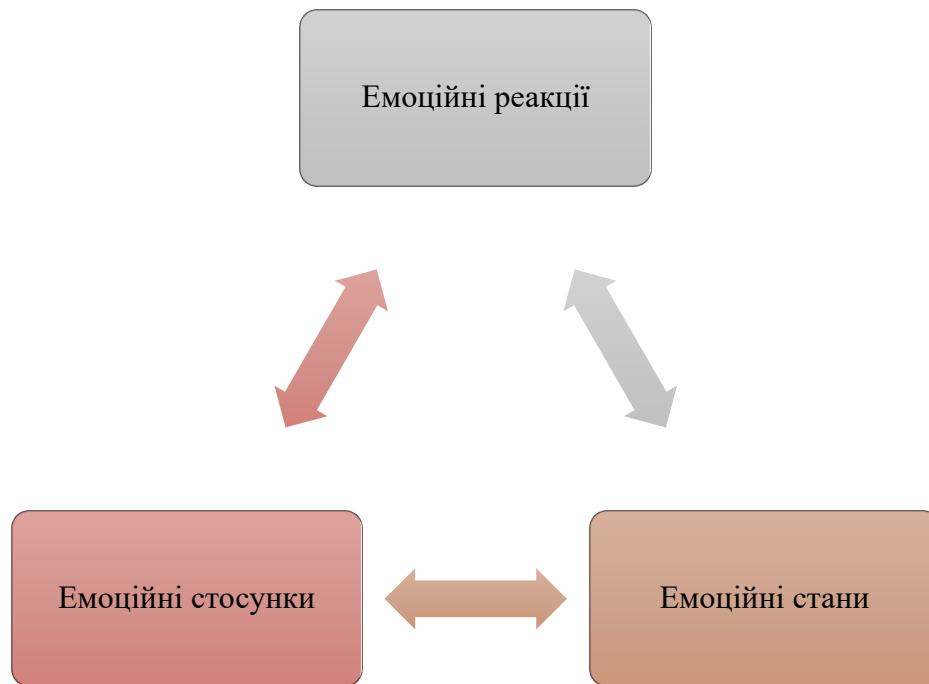 Емоційні реакції
Емоційні стосунки
Емоційні стани